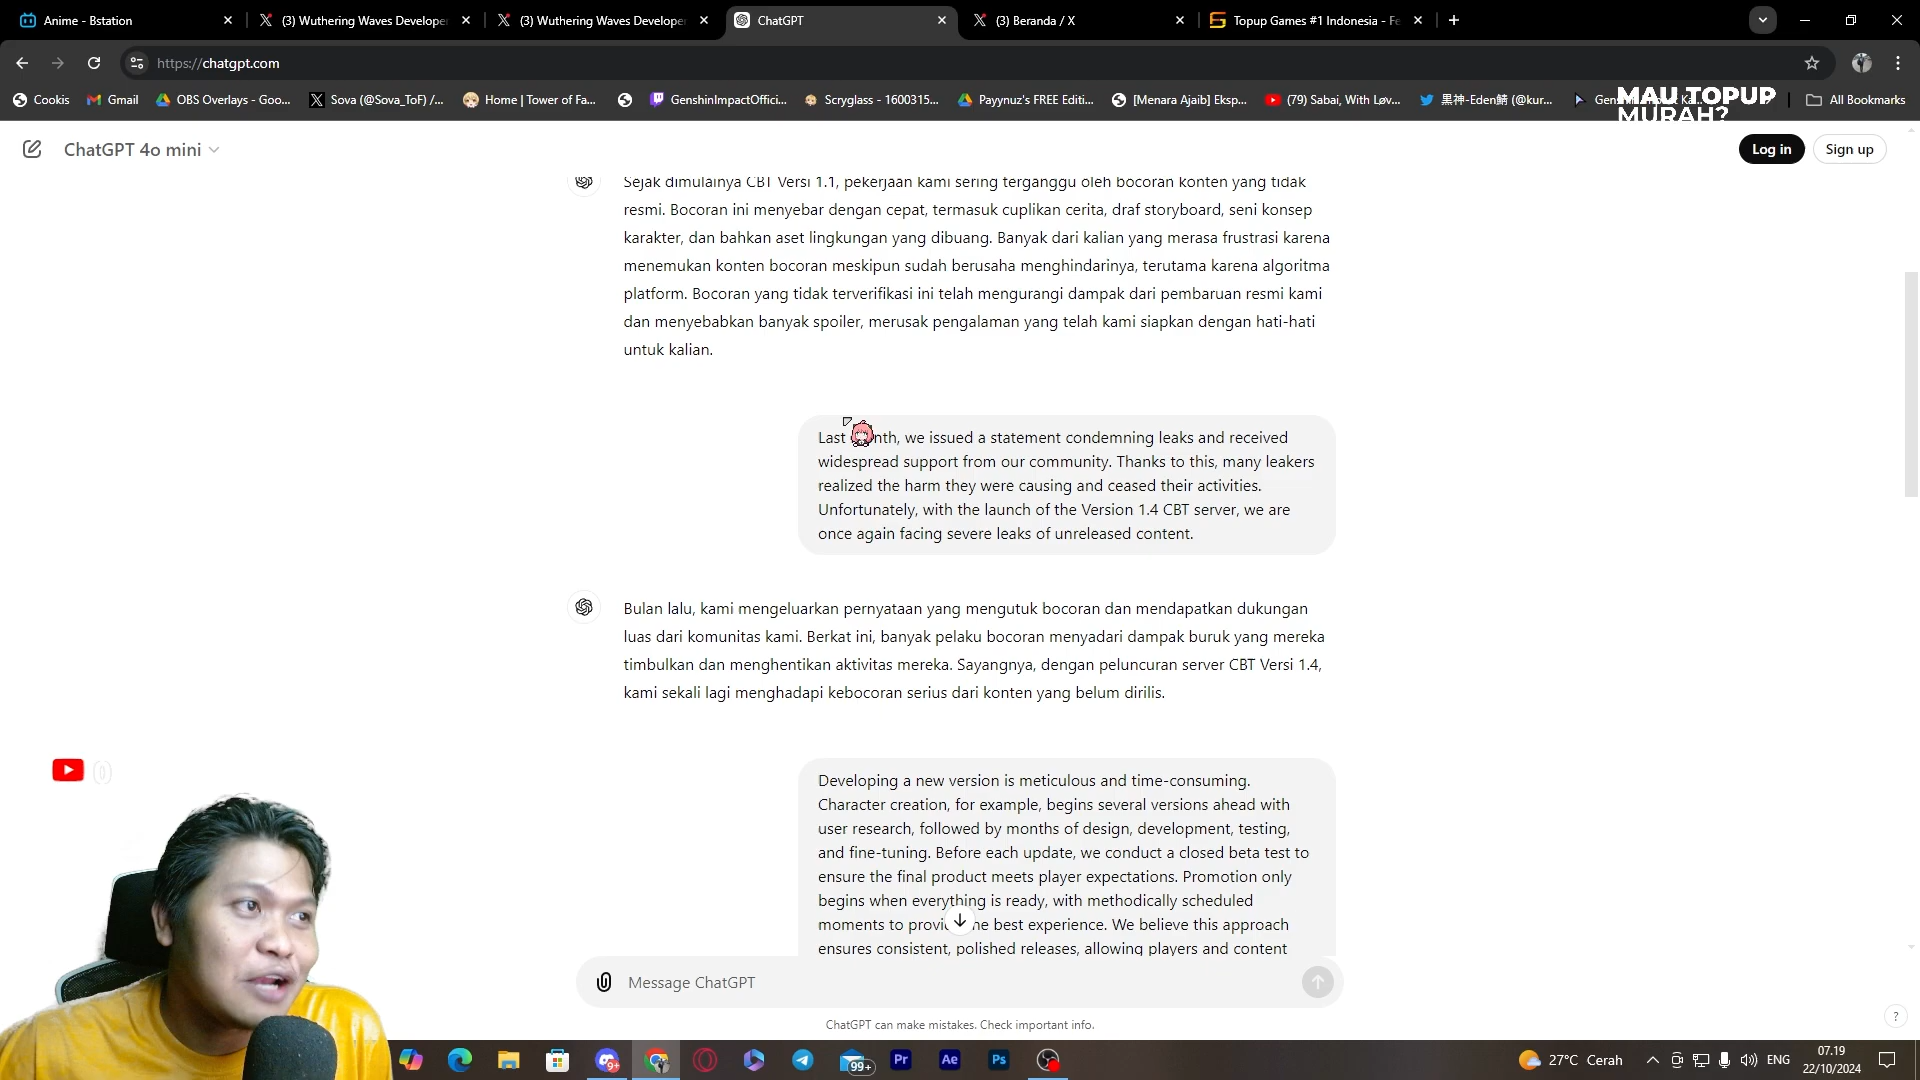 Anime - Bstation
(3) Wuthering Waves Develope
(3) Wuthering Waves Develope
ChatGPT
(3) Beranda / X
Topup Games #1 Indonesia - Fe
https://chatgpt.com
Cookis
Gmail
OBS Overlays - Goo...
Sova (@Sova_ToF) /...
Home | Tower of Fa...
GenshinImpactOffici...
Scryglass - 1600315...
Payynuz's FREE Editi...
[Menara Ajaib] Eksp...
(79) Sabai, With Løv...
黒神-Eden鯖 (@kur...
All Bookmarks
MAU TOPUP
MURAH?
ChatGPT 4o mini
Log in
Sign up
Sejak dimulainya CBT Versi 1.1, pekerjaan kami sering terganggu oleh bocoran konten yang tidak
resmi. Bocoran ini menyebar dengan cepat, termasuk cuplikan cerita, draf storyboard, seni konsep
karakter, dan bahkan aset lingkungan yang dibuang. Banyak dari kalian yang merasa frustrasi karena
menemukan konten bocoran meskipun sudah berusaha menghindarinya, terutama karena algoritma
platform. Bocoran yang tidak terverifikasi ini telah mengurangi dampak dari pembaruan resmi kami
dan menyebabkan banyak spoiler, merusak pengalaman yang telah kami siapkan dengan hati-hati
untuk kalian.
Last nth, we issued a statement condemning leaks and received
widespread support from our community. Thanks to this, many leakers
realized the harm they were causing and ceased their activities.
Unfortunately, with the launch of the Version 1.4 CBT server, we are
once again facing severe leaks of unreleased content.
Bulan lalu, kami mengeluarkan pernyataan yang mengutuk bocoran dan mendapatkan dukungan
luas dari komunitas kami. Berkat ini, banyak pelaku bocoran menyadari dampak buruk yang mereka
timbulkan dan menghentikan aktivitas mereka. Sayangnya, dengan peluncuran server CBT Versi 1.4,
kami sekali lagi menghadapi kebocoran serius dari konten yang belum dirilis.
Developing a new version is meticulous and time-consuming.
Character creation, for example, begins several versions ahead with
user research, followed by months of design, development, testing,
and fine-tuning. Before each update, we conduct a closed beta test to
ensure the final product meets player expectations. Promotion only
begins when everything is ready, with methodically scheduled
moments to provi he best experience. We believe this approach
ensures consistent, polished releases, allowing players and content
0
Message ChatGPT
ChatGPT can make mistakes. Check important info.
?
9+
99+
Pr
Ae
Ps
27°C Cerah
ENG
07.19
22/10/2024